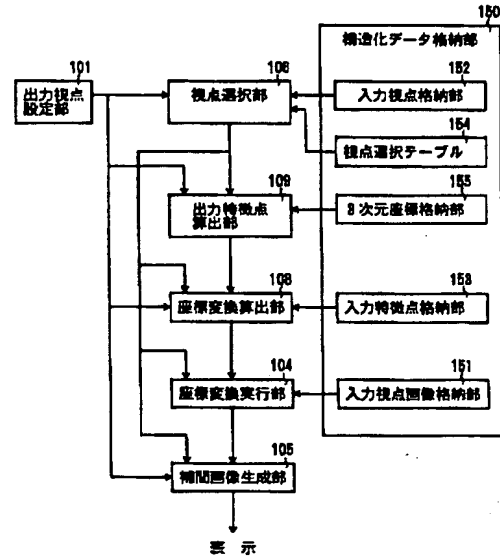 150
構造化データ格納部
101
出力視点
設定部
106
視点選択部
152
入力視点格納部
154
視点選択テーブル
109
出力特徴点
算出部
155
3次元座標格納部
108
座標変換算出部
153
入力特徴点格納部
104
座標変換実行部
151
入力視点画像格納部
105
補間画像生成部
表 示